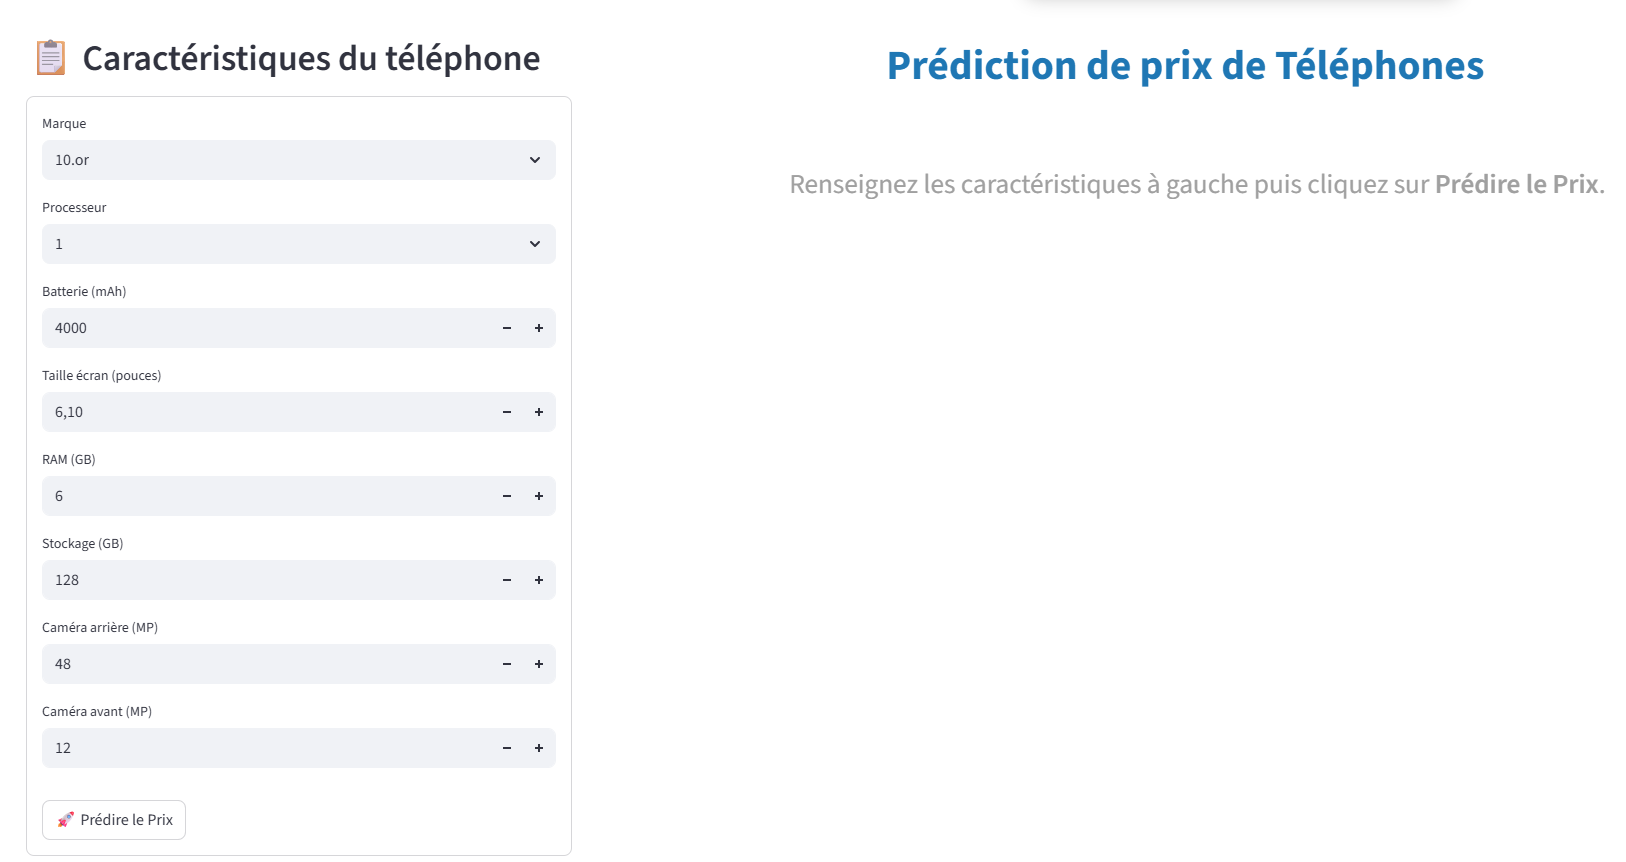 Caractéristiques du téléphone
Marque
10.or
Processeur
1
Batterie (mAh)
4000
Taille écran (pouces)
6,10
RAM (GB)
6
Stockage (GB)
128
Caméra arrière (MP)
48
Caméra avant (MP)
12
Prédire le Prix
Prédiction de prix de Téléphones
Renseignez les caractéristiques à gauche puis cliquez sur Prédire le Prix.